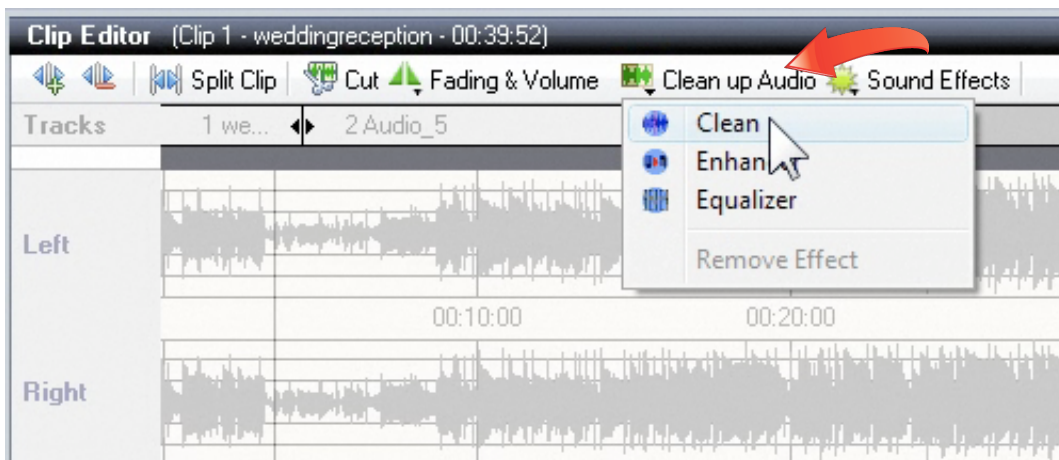 Clip Editor (Clip 1 - weddingreception - 00:39:52)
Split Clip Cut Fading & Volume Clean up Audio Sound Effects
Tracks 1 we... 2 Audio_5
Clean
Enhan
Equalizer
Left
Remove Effect
00:10:00 00:20:00
Right